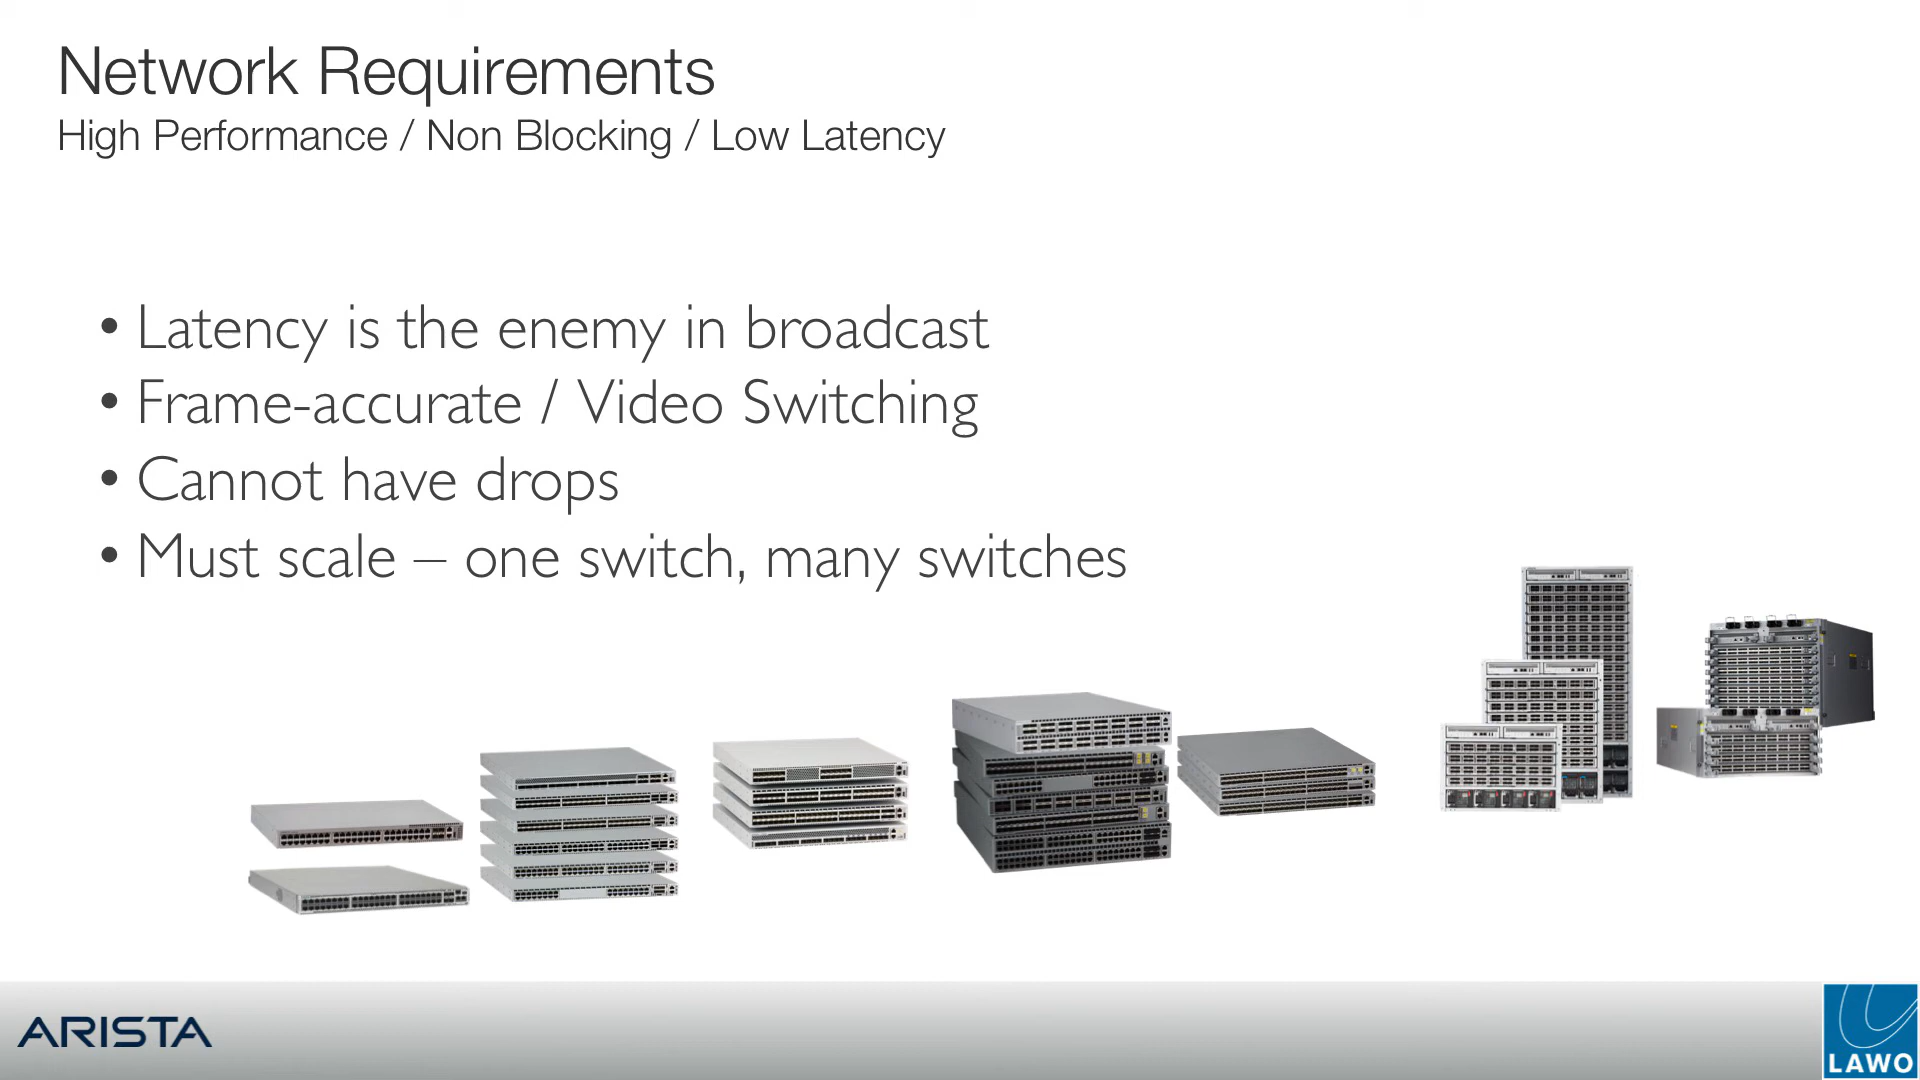 Network Requirements
High Performance / Non Blocking / Low Latency
• Latency is the enemy in broadcast
• Frame-accurate / Video Switching
• Cannot have drops
• Must scale – one switch, many switches
ARISTA
LAWO